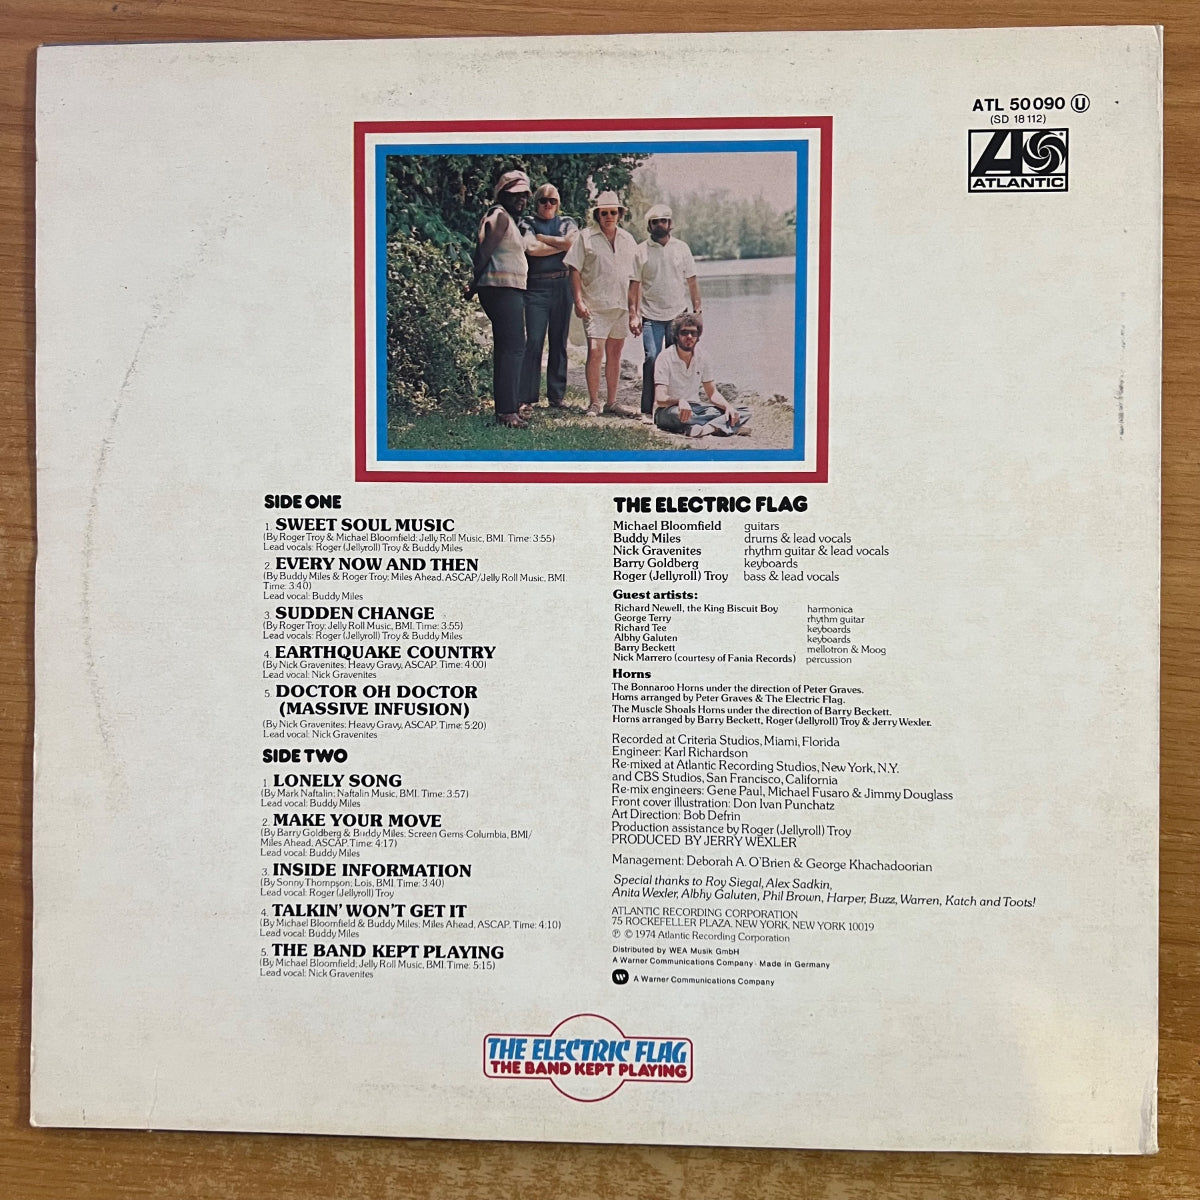 ATL 50 090 Ⓤ
(SD 18 112)
ATLANTIC
SIDE ONE
1. SWEET SOUL MUSIC
(By Roger Troy & Michael Bloomfield; Jelly Roll Music, BMI. Time: 3:55)
Lead vocals: Roger (Jellyroll) Troy & Buddy Miles
2. EVERY NOW AND THEN
(By Buddy Miles & Roger Troy; Miles Ahead, ASCAP/Jelly Roll Music, BMI.
Time: 3:40)
Lead vocal: Buddy Miles
3. SUDDEN CHANGE
(By Roger Troy; Jelly Roll Music, BMI. Time: 3:55)
Lead vocals: Roger (Jellyroll) Troy & Buddy Miles
4. EARTHQUAKE COUNTRY
(By Nick Gravenites; Heavy Gravy, ASCAP. Time: 4:00)
Lead vocal: Nick Gravenites
5. DOCTOR OH DOCTOR
(MASSIVE INFUSION)
(By Nick Gravenites; Heavy Gravy, ASCAP. Time: 5:20)
Lead vocal: Nick Gravenites
SIDE TWO
1. LONELY SONG
(By Mark Naftalin; Naftalin Music, BMI. Time: 3:57)
Lead vocal: Buddy Miles
2. MAKE YOUR MOVE
(By Barry Goldberg & Buddy Miles; Screen Gems-Columbia, BMI/
Miles Ahead, ASCAP. Time: 4:17)
Lead vocal: Buddy Miles
3. INSIDE INFORMATION
(By Sonny Thompson; Lois, BMI. Time: 3:40)
Lead vocal: Roger (Jellyroll) Troy
4. TALKIN' WON'T GET IT
(By Michael Bloomfield & Buddy Miles; Miles Ahead, ASCAP. Time: 4:10)
Lead vocal: Buddy Miles
5. THE BAND KEPT PLAYING
(By Michael Bloomfield; Jelly Roll Music, BMI. Time: 5:15)
Lead vocal: Nick Gravenites
THE ELECTRIC FLAG
Michael Bloomfield guitars
Buddy Miles drums & lead vocals
Nick Gravenites rhythm guitar & lead vocals
Barry Goldberg keyboards
Roger (Jellyroll) Troy bass & lead vocals
Guest artists:
Richard Newell, the King Biscuit Boy harmonica
George Terry rhythm guitar
Richard Tee keyboards
Albhy Galuten keyboards
Barry Beckett mellotron & Moog
Nick Marrero (courtesy of Fania Records) percussion
Horns
The Bonnaroo Horns under the direction of Peter Graves.
Horns arranged by Peter Graves & The Electric Flag.
The Muscle Shoals Horns under the direction of Barry Beckett.
Horns arranged by Barry Beckett, Roger (Jellyroll) Troy & Jerry Wexler.
Recorded at Criteria Studios, Miami, Florida
Engineer: Karl Richardson
Re-mixed at Atlantic Recording Studios, New York, N.Y.
and CBS Studios, San Francisco, California
Re-mix engineers: Gene Paul, Michael Fusaro & Jimmy Douglass
Front cover illustration: Don Ivan Punchatz
Art Direction: Bob Defrin
Production assistance by Roger (Jellyroll) Troy
PRODUCED BY JERRY WEXLER
Management: Deborah A. O'Brien & George Khachadoorian
Special thanks to Roy Siegal, Alex Sadkin,
Anita Wexler, Albhy Galuten, Phil Brown, Harper, Buzz, Warren, Katch and Toots!
ATLANTIC RECORDING CORPORATION
75 ROCKEFELLER PLAZA, NEW YORK, NEW YORK 10019
℗ © 1974 Atlantic Recording Corporation
Distributed by WEA Musik GmbH
A Warner Communications Company · Made in Germany
A Warner Communications Company
THE ELECTRIC FLAG
THE BAND KEPT PLAYING